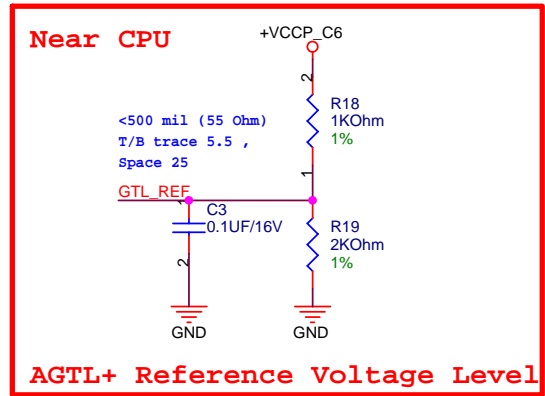 Near CPU
+VCCP_C6
2
R18
1KOhm
1%
<500 mil (55 Ohm)
T/B trace 5.5 ,
Space 25
1
GTL_REF
1
C3
0.1UF/16V
2
R19
2KOhm
1%
GND
GND
AGTL+ Reference Voltage Level